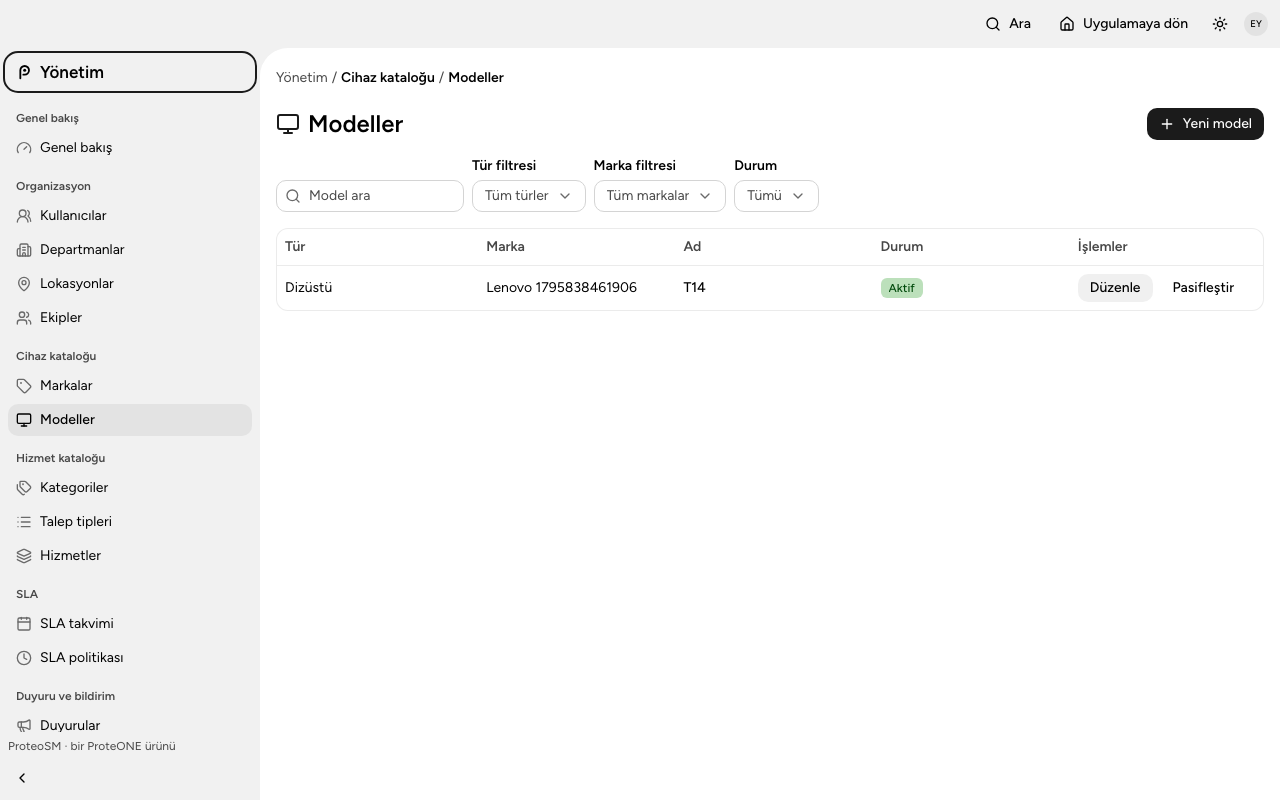 Ara
Uygulamaya dön
EY
Yönetim
Genel bakış
Genel bakış
Organizasyon
Kullanıcılar
Departmanlar
Lokasyonlar
Ekipler
Cihaz kataloğu
Markalar
Modeller
Hizmet kataloğu
Kategoriler
Talep tipleri
Hizmetler
SLA
SLA takvimi
SLA politikası
Duyuru ve bildirim
Duyurular
ProteoSM · bir ProteONE ürünü
Yönetim / Cihaz kataloğu / Modeller
Modeller
Yeni model
Tür filtresi Marka filtresi Durum
Model ara Tüm türler Tüm markalar Tümü
Tür Marka Ad Durum İşlemler
Dizüstü Lenovo 1795838461906 T14 Aktif Düzenle Pasifleştir